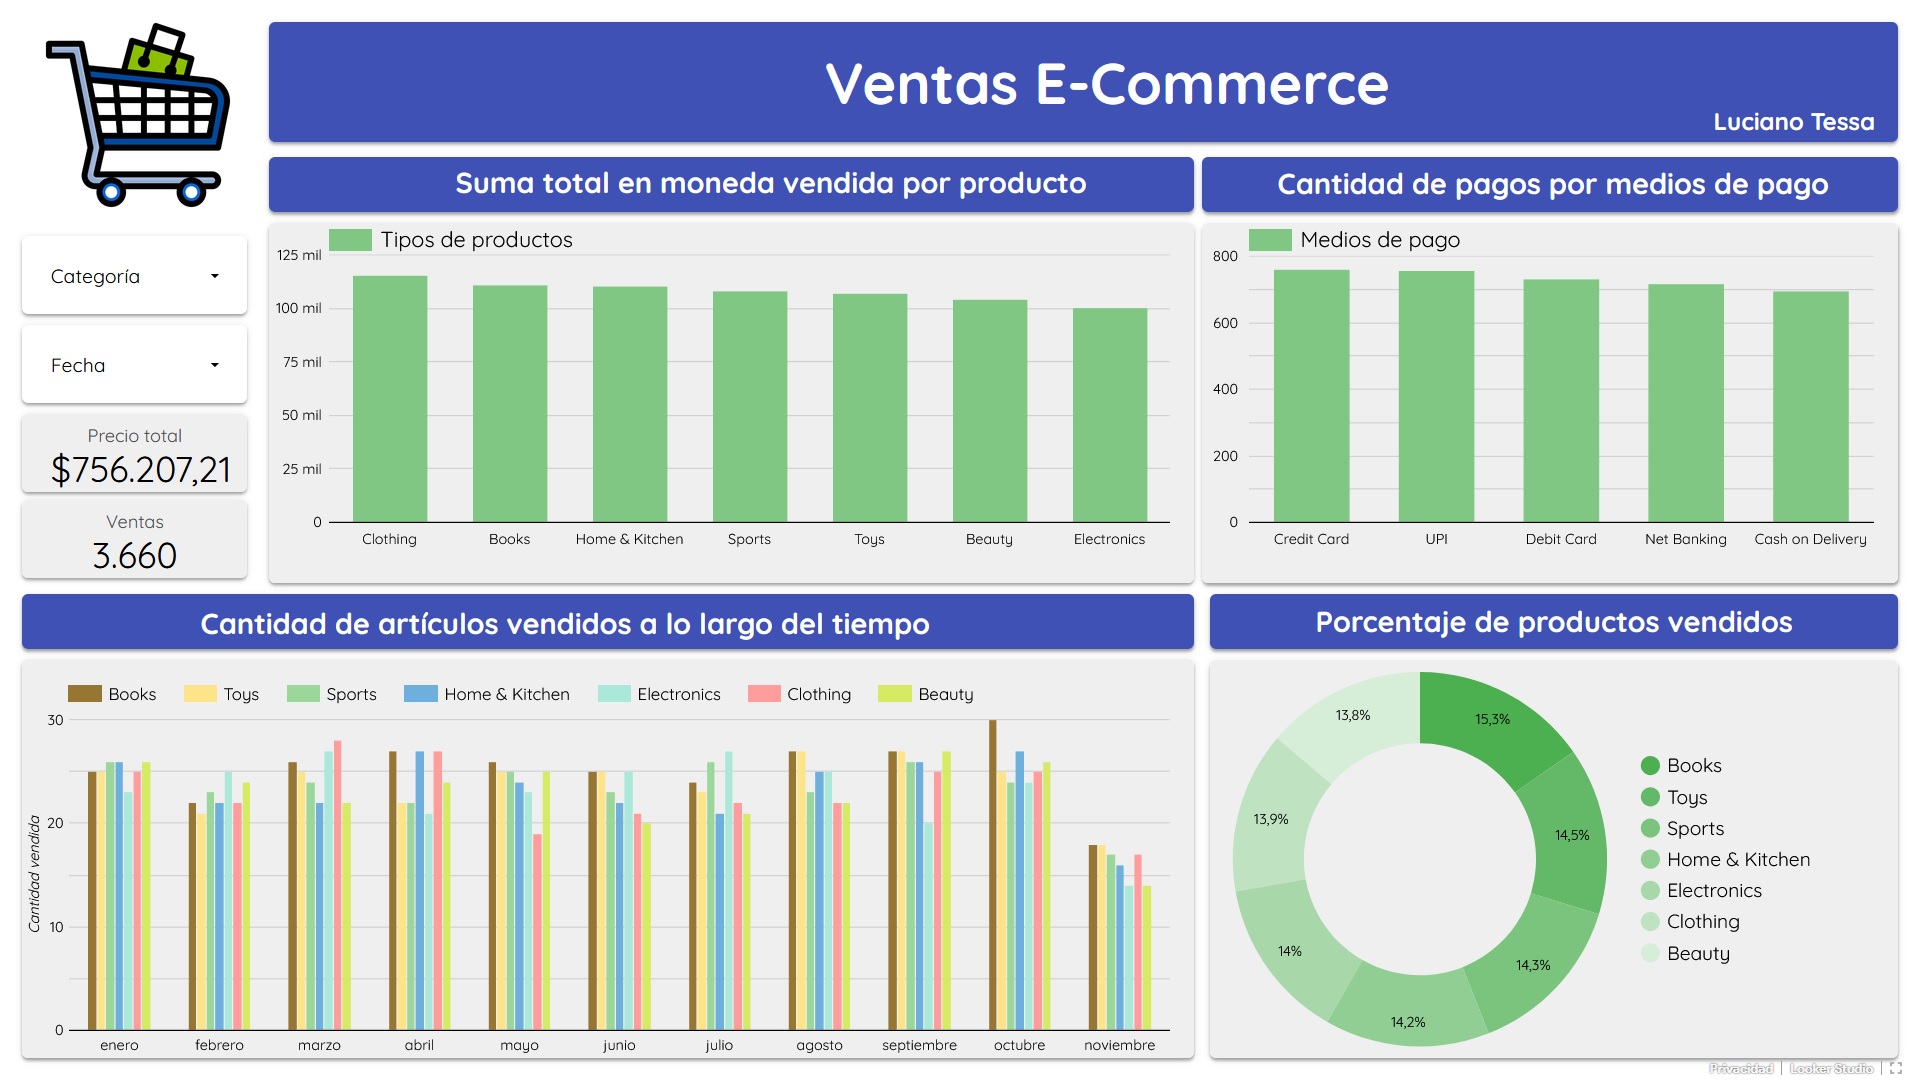 Ventas E-Commerce
Luciano Tessa
Categoría
Fecha
Precio total
$756.207,21
Ventas
3.660
Suma total en moneda vendida por producto
Tipos de productos
125 mil
100 mil
75 mil
50 mil
25 mil
0
Clothing Books Home & Kitchen Sports Toys Beauty Electronics
Cantidad de pagos por medios de pago
Medios de pago
800
600
400
200
0
Credit Card UPI Debit Card Net Banking Cash on Delivery
Cantidad de artículos vendidos a lo largo del tiempo
Books Toys Sports Home & Kitchen Electronics Clothing Beauty
Cantidad vendida
30
20
10
0
enero febrero marzo abril mayo junio julio agosto septiembre octubre noviembre
Porcentaje de productos vendidos
15,3%
14,5%
14,3%
14,2%
14%
13,9%
13,8%
Books
Toys
Sports
Home & Kitchen
Electronics
Clothing
Beauty
Privacidad Looker Studio